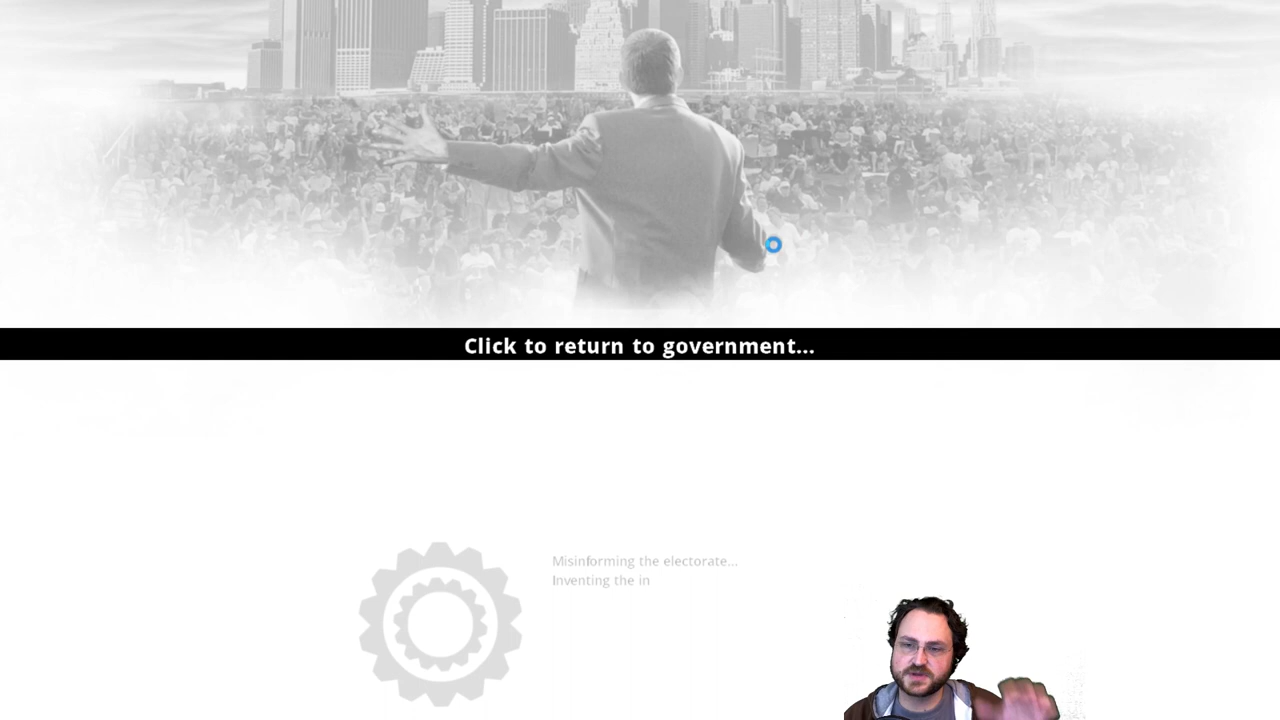 Click to return to government...
Misinforming the electorate...
Inventing the in